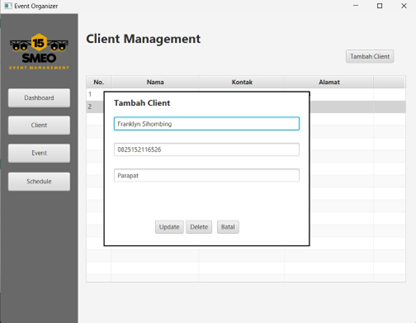 Event Organizer
15
SMEO
EVENT MANAGEMENT
Dashboard
Client
Event
Schedule
Client Management
Tambah Client
No. Nama Kontak Alamat
1
2
Tambah Client
Franklyn Sihombing
0825152116526
Parapat
Update Delete Batal